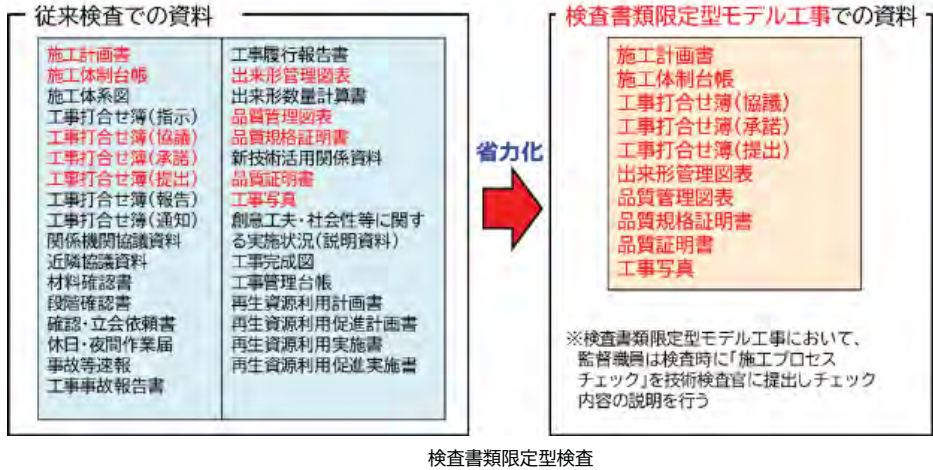 従来検査での資料
施工計画書
施工体制台帳
施工体系図
工事打合せ簿(指示)
工事打合せ簿(協議)
工事打合せ簿(承諾)
工事打合せ簿(提出)
工事打合せ簿(報告)
工事打合せ簿(通知)
関係機関協議資料
近隣協議資料
材料確認書
段階確認書
確認・立会依頼書
休日・夜間作業届
事故等速報
工事事故報告書
工事履行報告書
出来形管理図表
出来形数量計算書
品質管理図表
品質規格証明書
新技術活用関係資料
品質証明書
工事写真
創意工夫・社会性等に関す
る実施状況(説明資料)
工事完成図
工事管理台帳
再生資源利用計画書
再生資源利用促進計画書
再生資源利用実施書
再生資源利用促進実施書
省力化
検査書類限定型モデル工事での資料
施工計画書
施工体制台帳
工事打合せ簿(協議)
工事打合せ簿(承諾)
工事打合せ簿(提出)
出来形管理図表
品質管理図表
品質規格証明書
品質証明書
工事写真
※検査書類限定型モデル工事において、
監督職員は検査時に「施工プロセス
チェック」を技術検査官に提出しチェック
内容の説明を行う
検査書類限定型検査